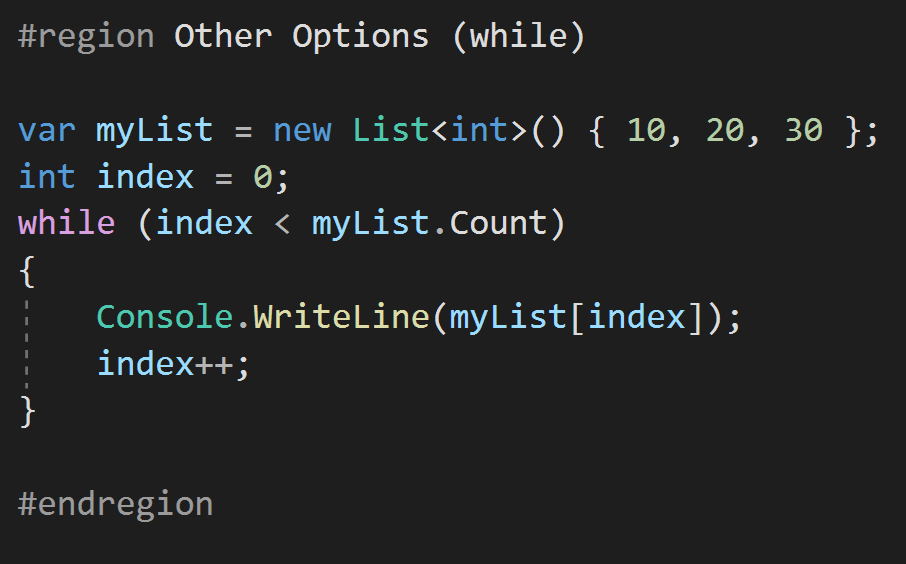 #region Other Options (while)
var myList = new List<int>() { 10, 20, 30 };
int index = 0;
while (index < myList.Count)
{
    Console.WriteLine(myList[index]);
    index++;
}
#endregion